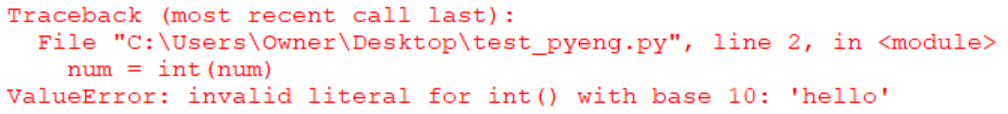 Traceback (most recent call last):
  File "C:\Users\Owner\Desktop\test_pyeng.py", line 2, in <module>
    num = int(num)
ValueError: invalid literal for int() with base 10: 'hello'